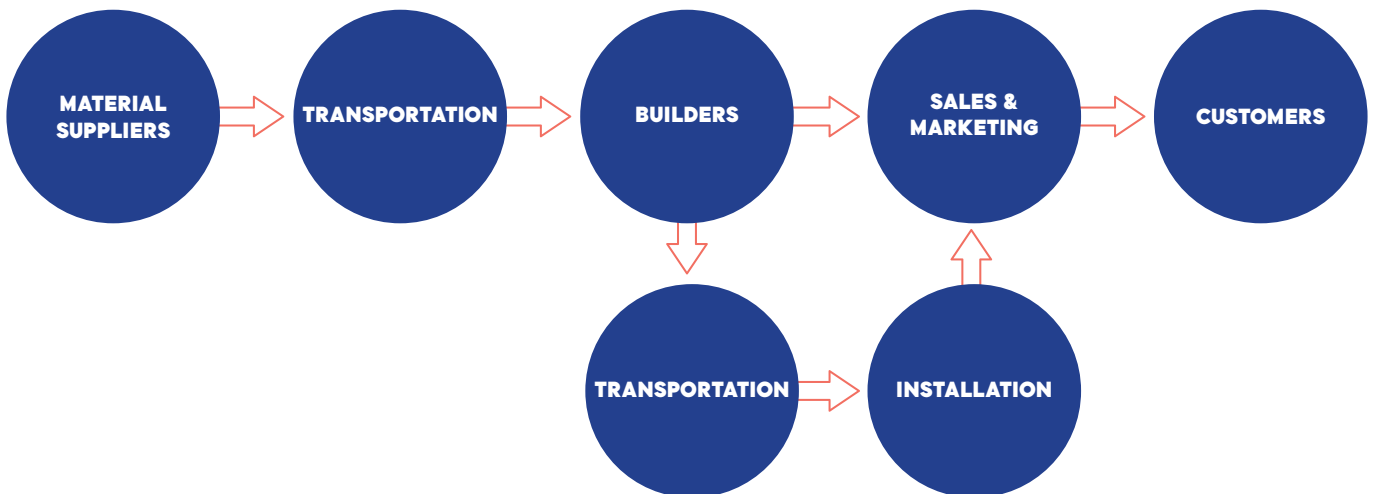 MATERIAL
SUPPLIERS
TRANSPORTATION
BUILDERS
SALES &
MARKETING
CUSTOMERS
TRANSPORTATION
INSTALLATION